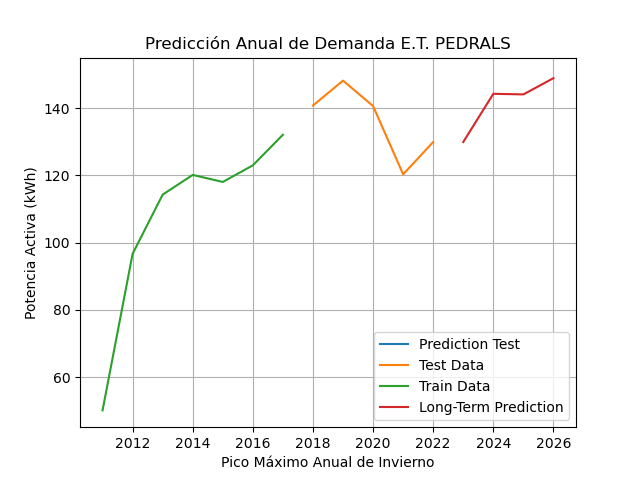 Predicción Anual de Demanda E.T. PEDRALS
Potencia Activa (kWh)
140
120
100
80
60
Prediction Test
Test Data
Train Data
Long-Term Prediction
2012 2014 2016 2018 2020 2022 2024 2026
Pico Máximo Anual de Invierno